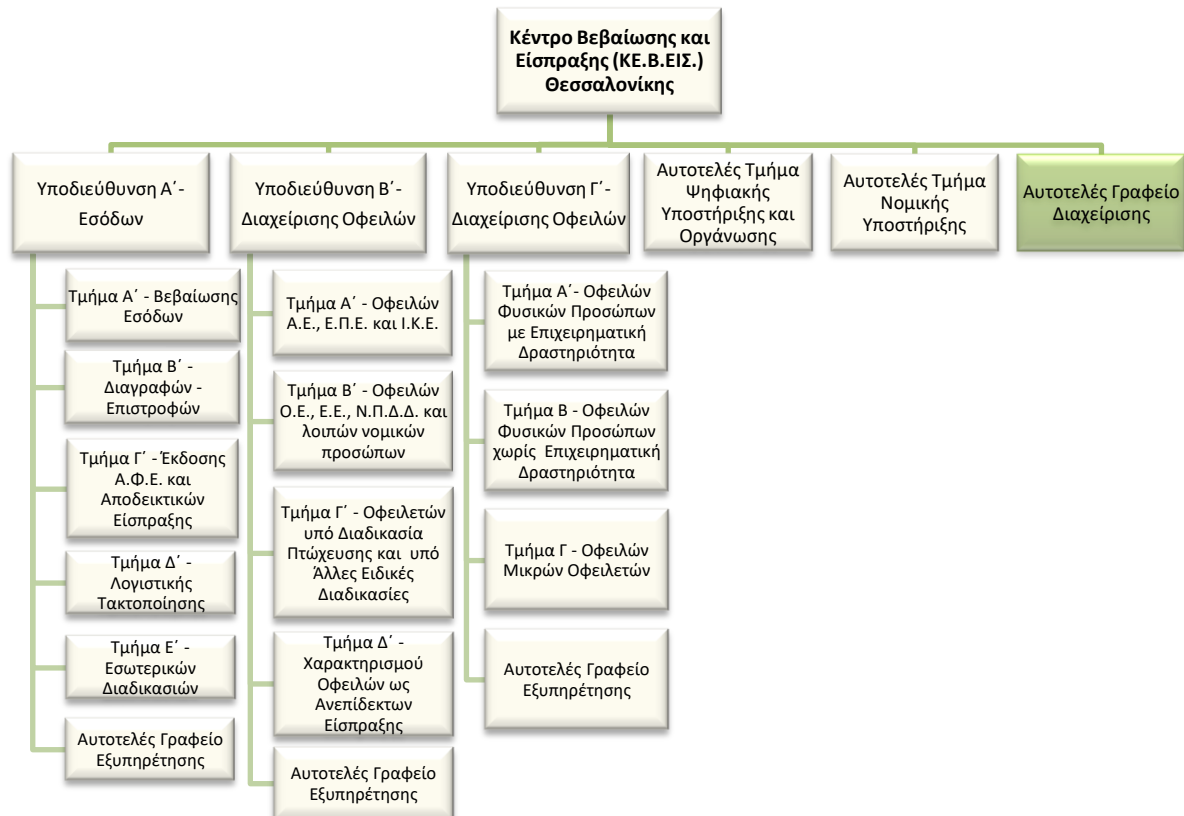 Κέντρο Βεβαίωσης και
Είσπραξης (ΚΕ.Β.ΕΙΣ.)
Θεσσαλονίκης
Υποδιεύθυνση Α΄-
Εσόδων
Υποδιεύθυνση Β΄-
Διαχείρισης Οφειλών
Υποδιεύθυνση Γ΄-
Διαχείρισης Οφειλών
Αυτοτελές Τμήμα
Ψηφιακής
Υποστήριξης και
Οργάνωσης
Αυτοτελές Τμήμα
Νομικής
Υποστήριξης
Αυτοτελές Γραφείο
Διαχείρισης
Τμήμα Α΄ - Βεβαίωσης
Εσόδων
Τμήμα Β΄ -
Διαγραφών -
Επιστροφών
Τμήμα Γ΄ - Έκδοσης
Α.Φ.Ε. και
Αποδεικτικών
Είσπραξης
Τμήμα Δ΄ -
Λογιστικής
Τακτοποίησης
Τμήμα Ε΄ -
Εσωτερικών
Διαδικασιών
Αυτοτελές Γραφείο
Εξυπηρέτησης
Τμήμα Α΄ - Οφειλών
Α.Ε., Ε.Π.Ε. και Ι.Κ.Ε.
Τμήμα Β΄ - Οφειλών
Ο.Ε., Ε.Ε., Ν.Π.Δ.Δ. και
λοιπών νομικών
προσώπων
Τμήμα Γ΄ - Οφειλετών
υπό Διαδικασία
Πτώχευσης και υπό
Άλλες Ειδικές
Διαδικασίες
Τμήμα Δ΄ -
Χαρακτηρισμού
Οφειλών ως
Ανεπίδεκτων
Είσπραξης
Αυτοτελές Γραφείο
Εξυπηρέτησης
Τμήμα Α΄- Οφειλών
Φυσικών Προσώπων
με Επιχειρηματική
Δραστηριότητα
Τμήμα Β - Οφειλών
Φυσικών Προσώπων
χωρίς Επιχειρηματική
Δραστηριότητα
Τμήμα Γ - Οφειλών
Μικρών Οφειλετών
Αυτοτελές Γραφείο
Εξυπηρέτησης